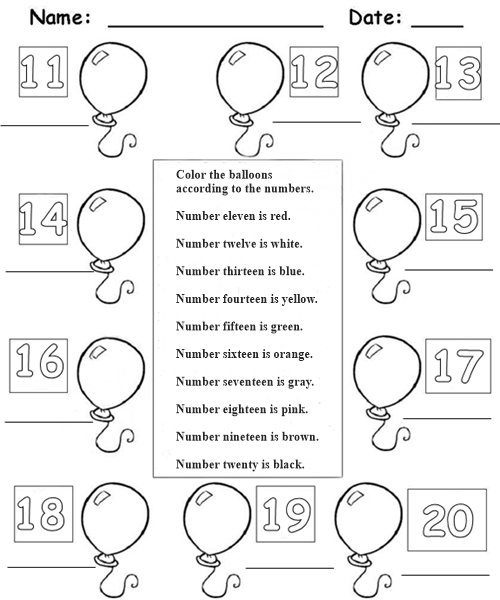 Name: Date:
11 12 13
Color the balloons
according to the numbers.
Number eleven is red.
Number twelve is white.
Number thirteen is blue.
Number fourteen is yellow.
Number fifteen is green.
Number sixteen is orange.
Number seventeen is gray.
Number eighteen is pink.
Number nineteen is brown.
Number twenty is black.
14 15
16 17
18 19 20